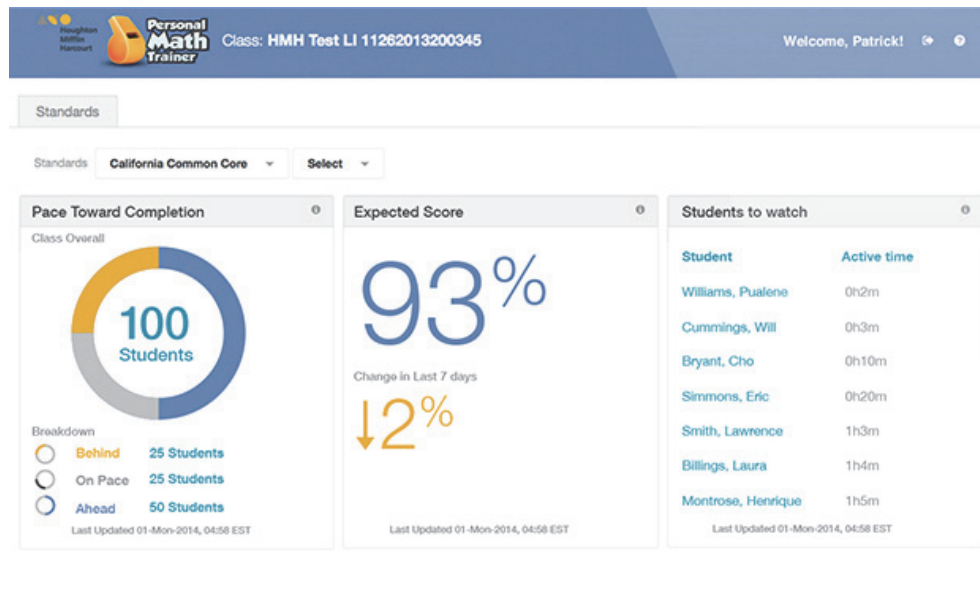 Houghton
Mifflin
Harcourt
Personal
Math
Trainer
Class: HMH Test LI 11262013200345
Welcome, Patrick!
Standards
Standards California Common Core Select
Pace Toward Completion
Class Overall
100
Students
Breakdown
Behind 25 Students
On Pace 25 Students
Ahead 50 Students
Last Updated 01-Mon-2014, 04:58 EST
Expected Score
93%
Change in Last 7 days
↓2%
Last Updated 01-Mon-2014, 04:58 EST
Students to watch
Student Active time
Williams, Pualene 0h2m
Cummings, Will 0h3m
Bryant, Cho 0h10m
Simmons, Eric 0h20m
Smith, Lawrence 1h3m
Billings, Laura 1h4m
Montrose, Henrique 1h5m
Last Updated 01-Mon-2014, 04:58 EST